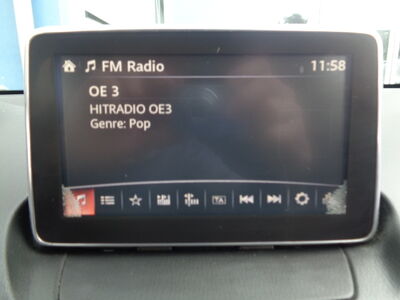 FM Radio 11:58
OE 3
HITRADIO OE3
Genre: Pop
TA